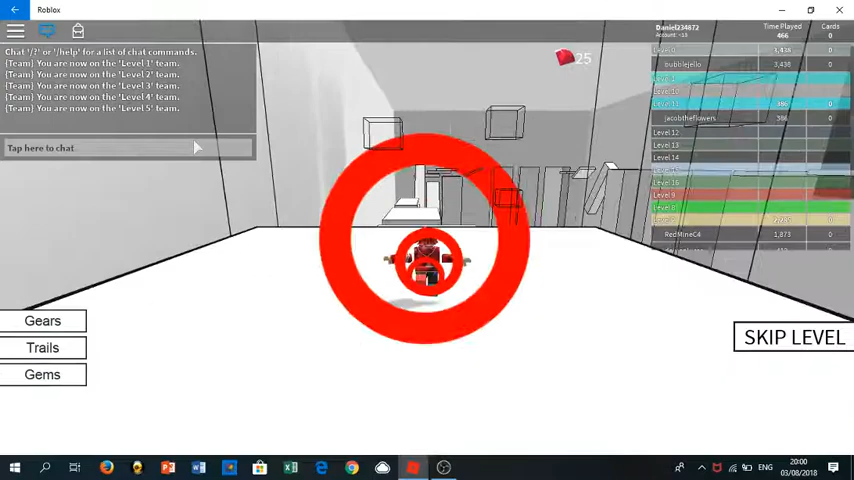 Roblox
Daniel234872
Account: <13
Time Played
466
Cards
0
Chat '/?' or '/help' for a list of chat commands.
{Team} You are now on the 'Level 1' team.
{Team} You are now on the 'Level 2' team.
{Team} You are now on the 'Level 3' team.
{Team} You are now on the 'Level 4' team.
{Team} You are now on the 'Level 5' team.
Tap here to chat
25
3,438 0
bubblejello 3,438 0
Level 10
Level 11 386 0
jacobtheflowers 386 0
Level 12
Level 13
Level 14
Level 16
Level 9
0
RedMineC4 1,873 0
Gears
Trails
Gems
SKIP LEVEL
ENG
20:00
03/08/2018